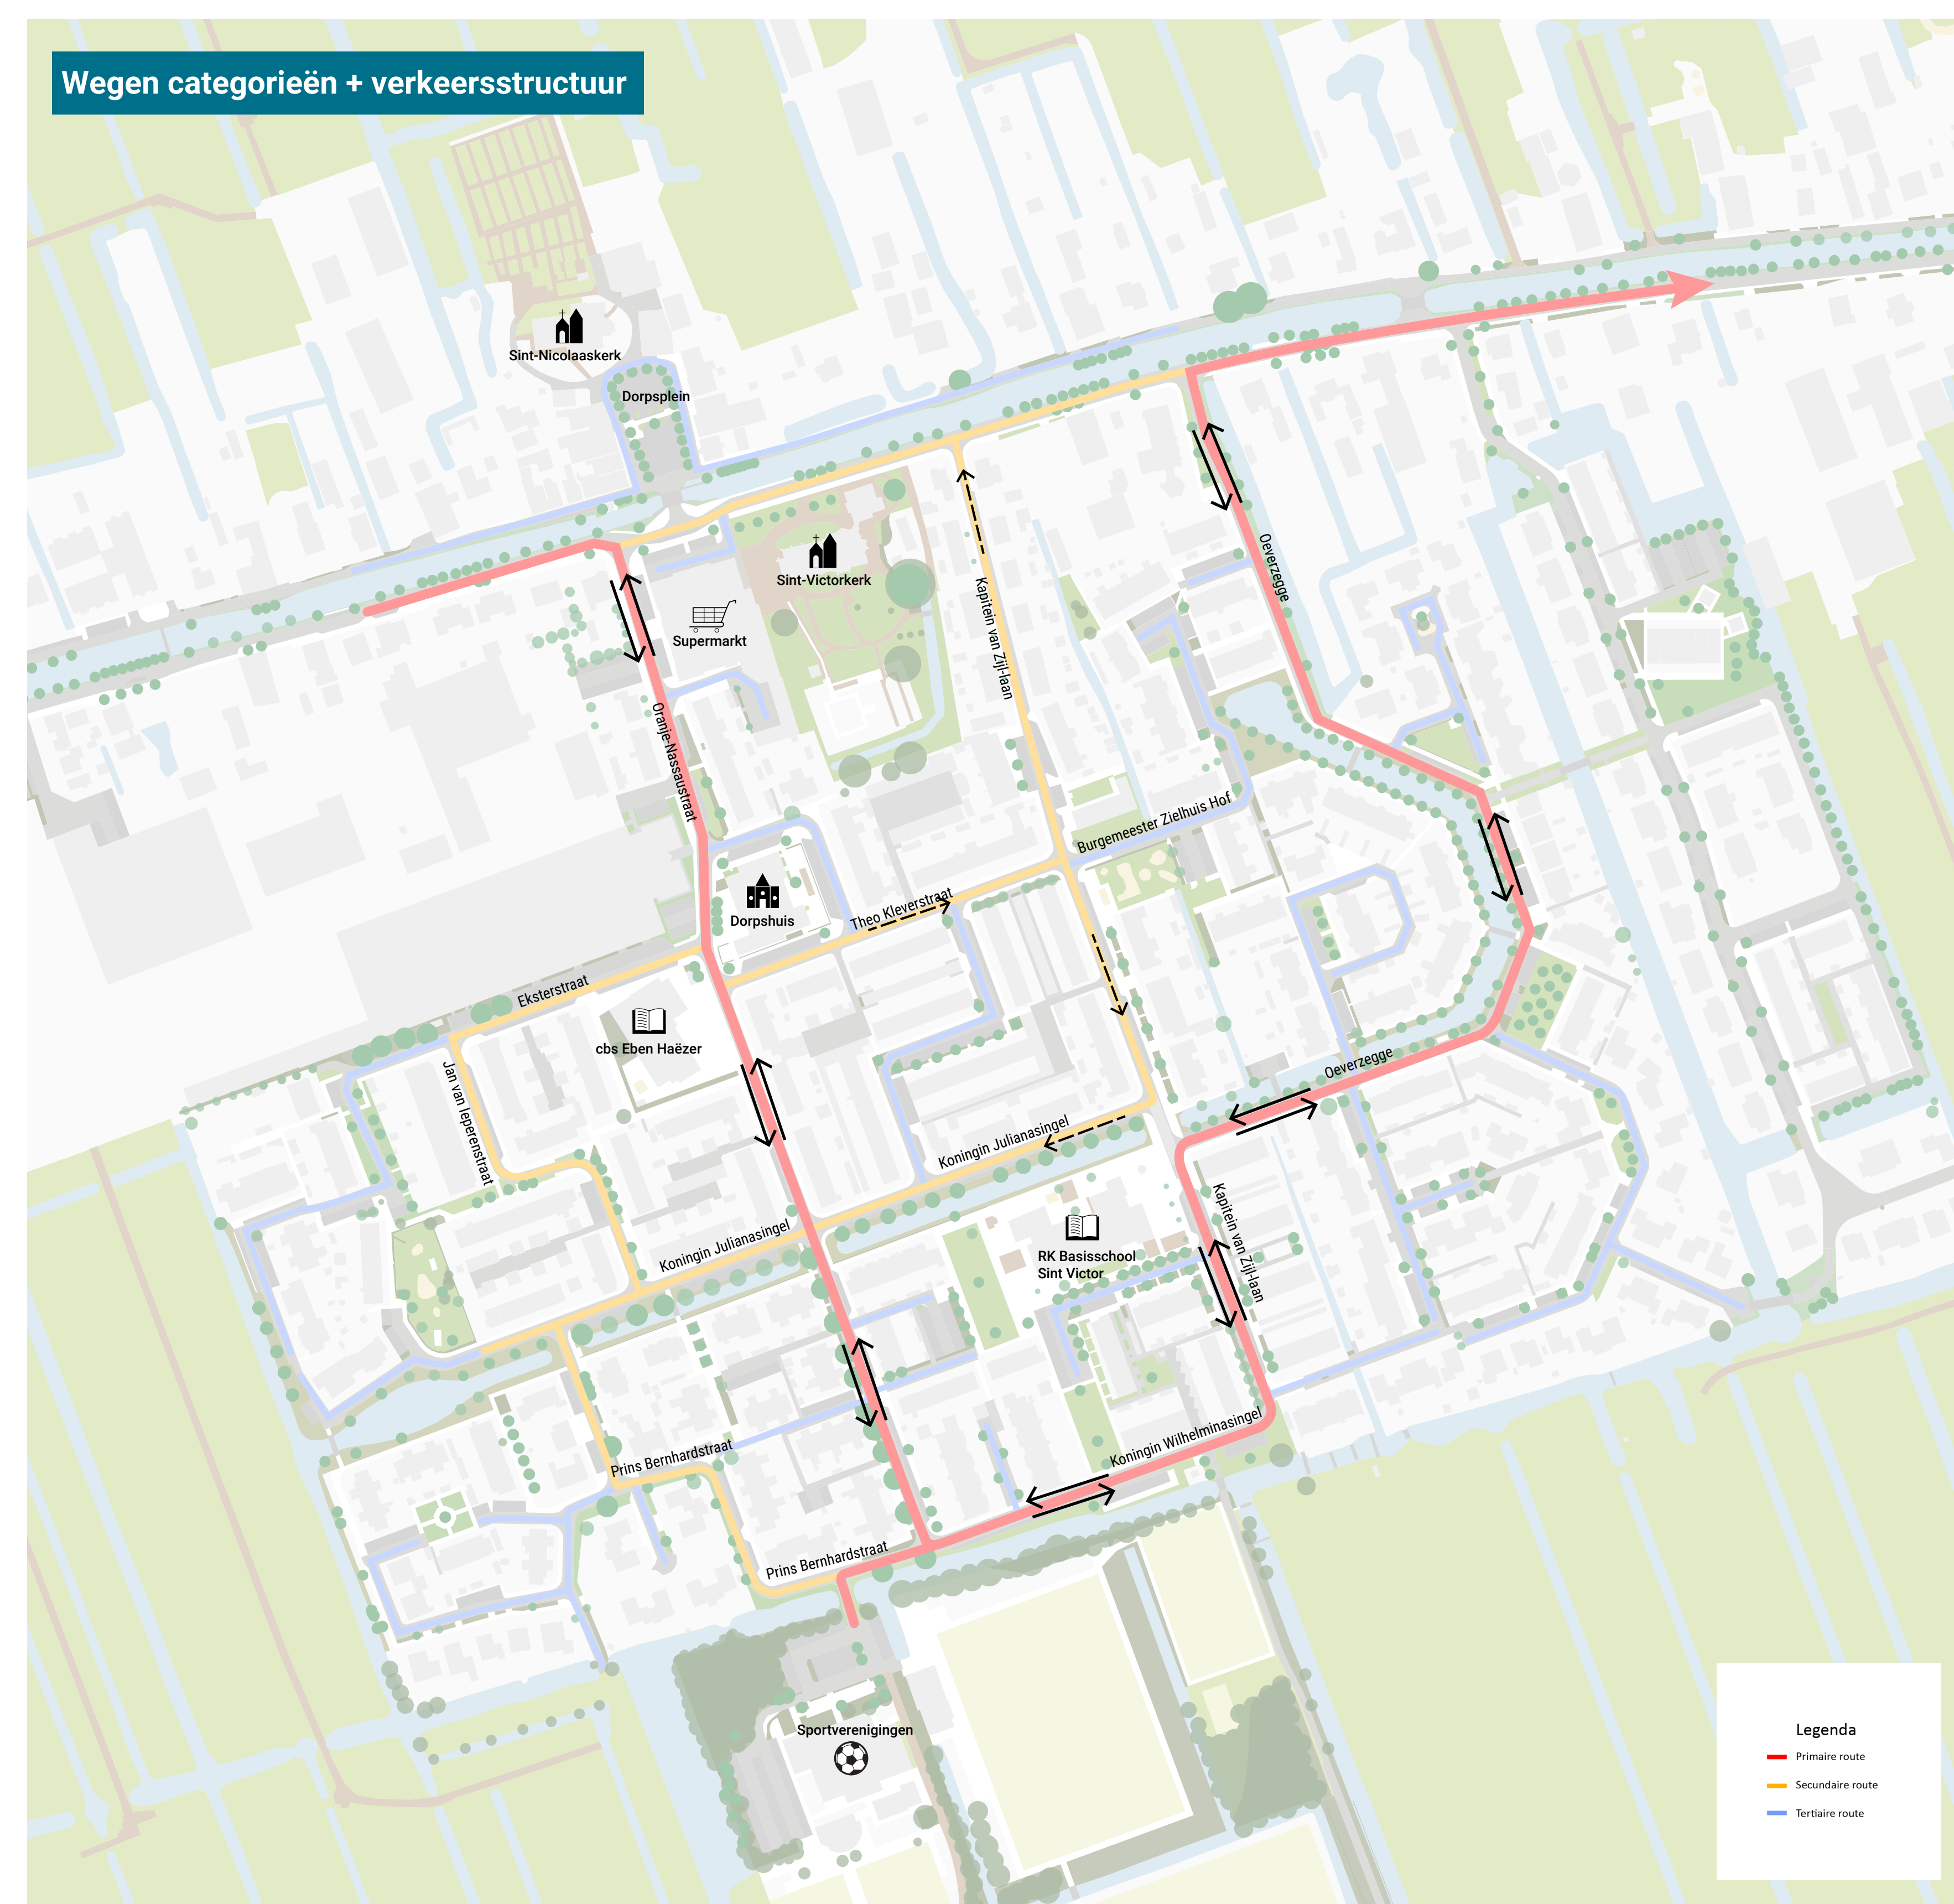 Wegen categorieën + verkeersstructuur
Sint-Nicolaaskerk
Dorpsplein
Sint-Victorkerk
Supermarkt
Kapitein van Zijl-laan
Oeverzegge
Oranje-Nassaustraat
Burgemeester Zielhuis Hof
Dorpshuis
Theo Kleverstraat
Eksterstraat
cbs Eben Haëzer
Jan van Ieperenstraat
Oeverzegge
Koningin Julianasingel
Koningin Julianasingel
RK Basisschool
Sint Victor
Kapitein van Zijl-laan
Koningin Wilhelminasingel
Prins Bernhardstraat
Prins Bernhardstraat
Sportverenigingen
Legenda
Primaire route
Secundaire route
Tertiaire route